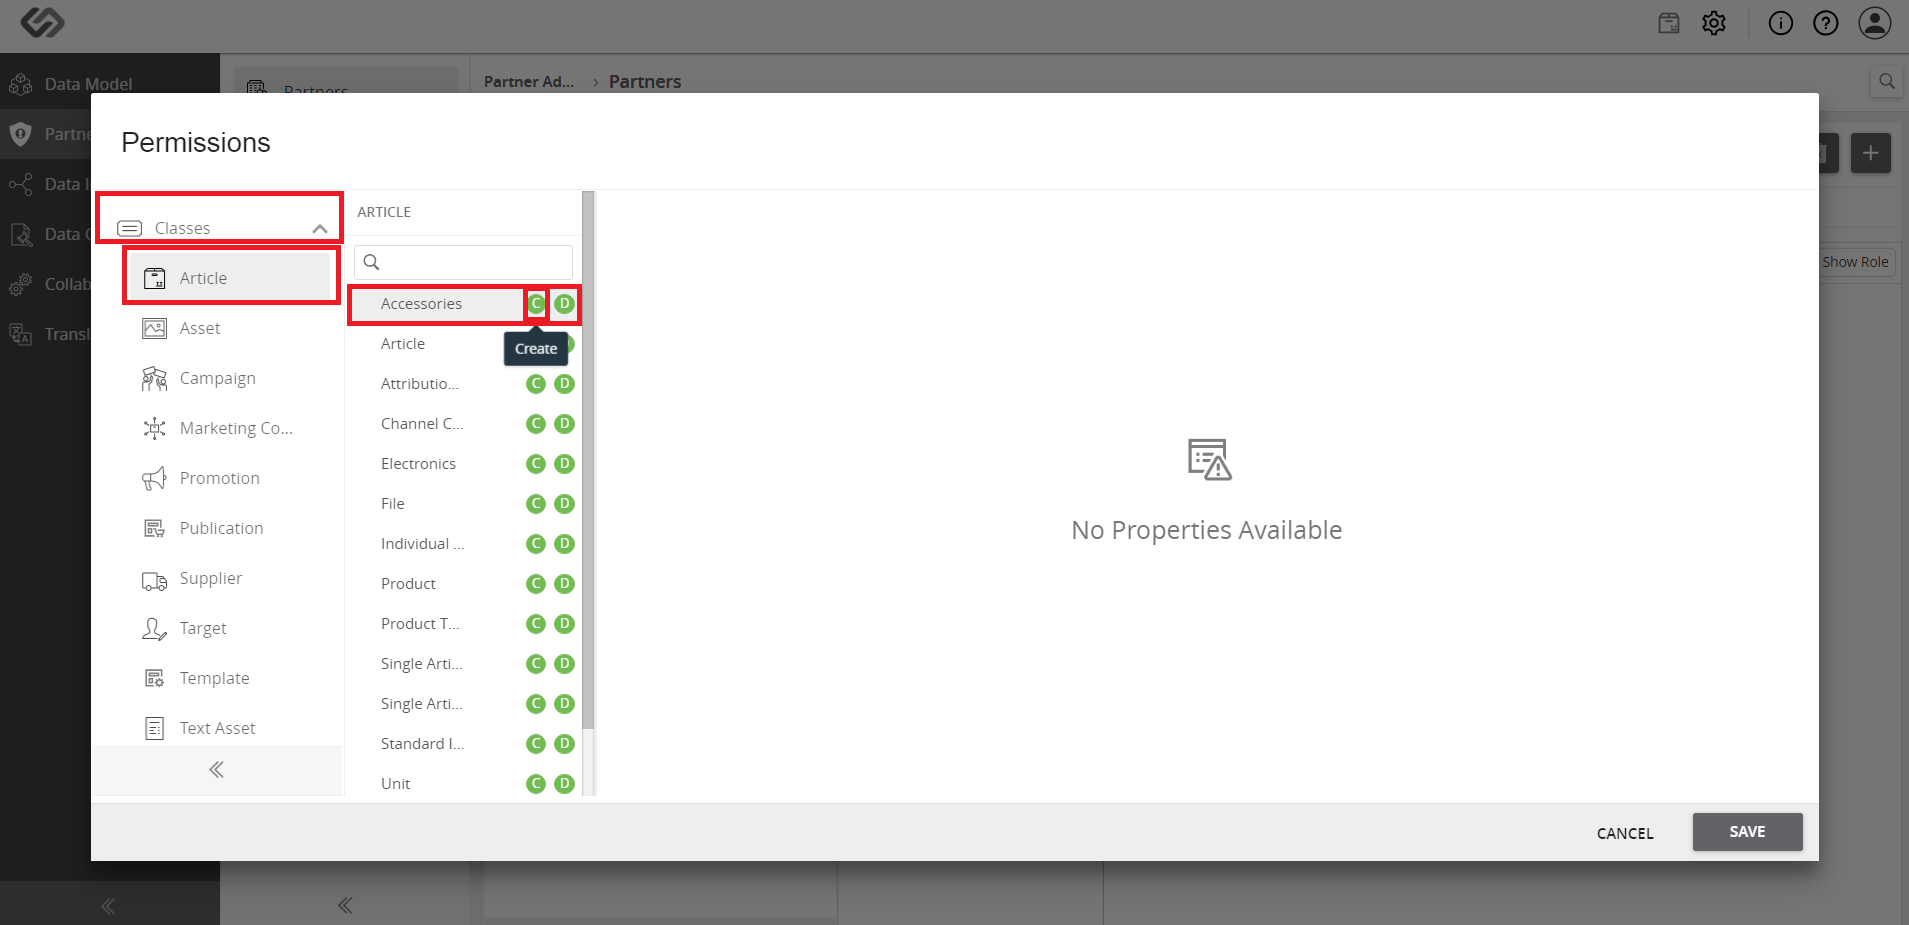 Data Model
Partners
Partner Ad... › Partners
Permissions
Show Role
Classes
Article
Asset
Campaign
Marketing Co...
Promotion
Publication
Supplier
Target
Template
Text Asset
ARTICLE
Accessories C D
Create
Article
Attributio... C D
Channel C... C D
Electronics C D
File C D
Individual ... C D
Product C D
Product T... C D
Single Arti... C D
Single Arti... C D
Standard I... C D
Unit C D
No Properties Available
CANCEL
SAVE
Partne
Data
Data
Collab
Transl